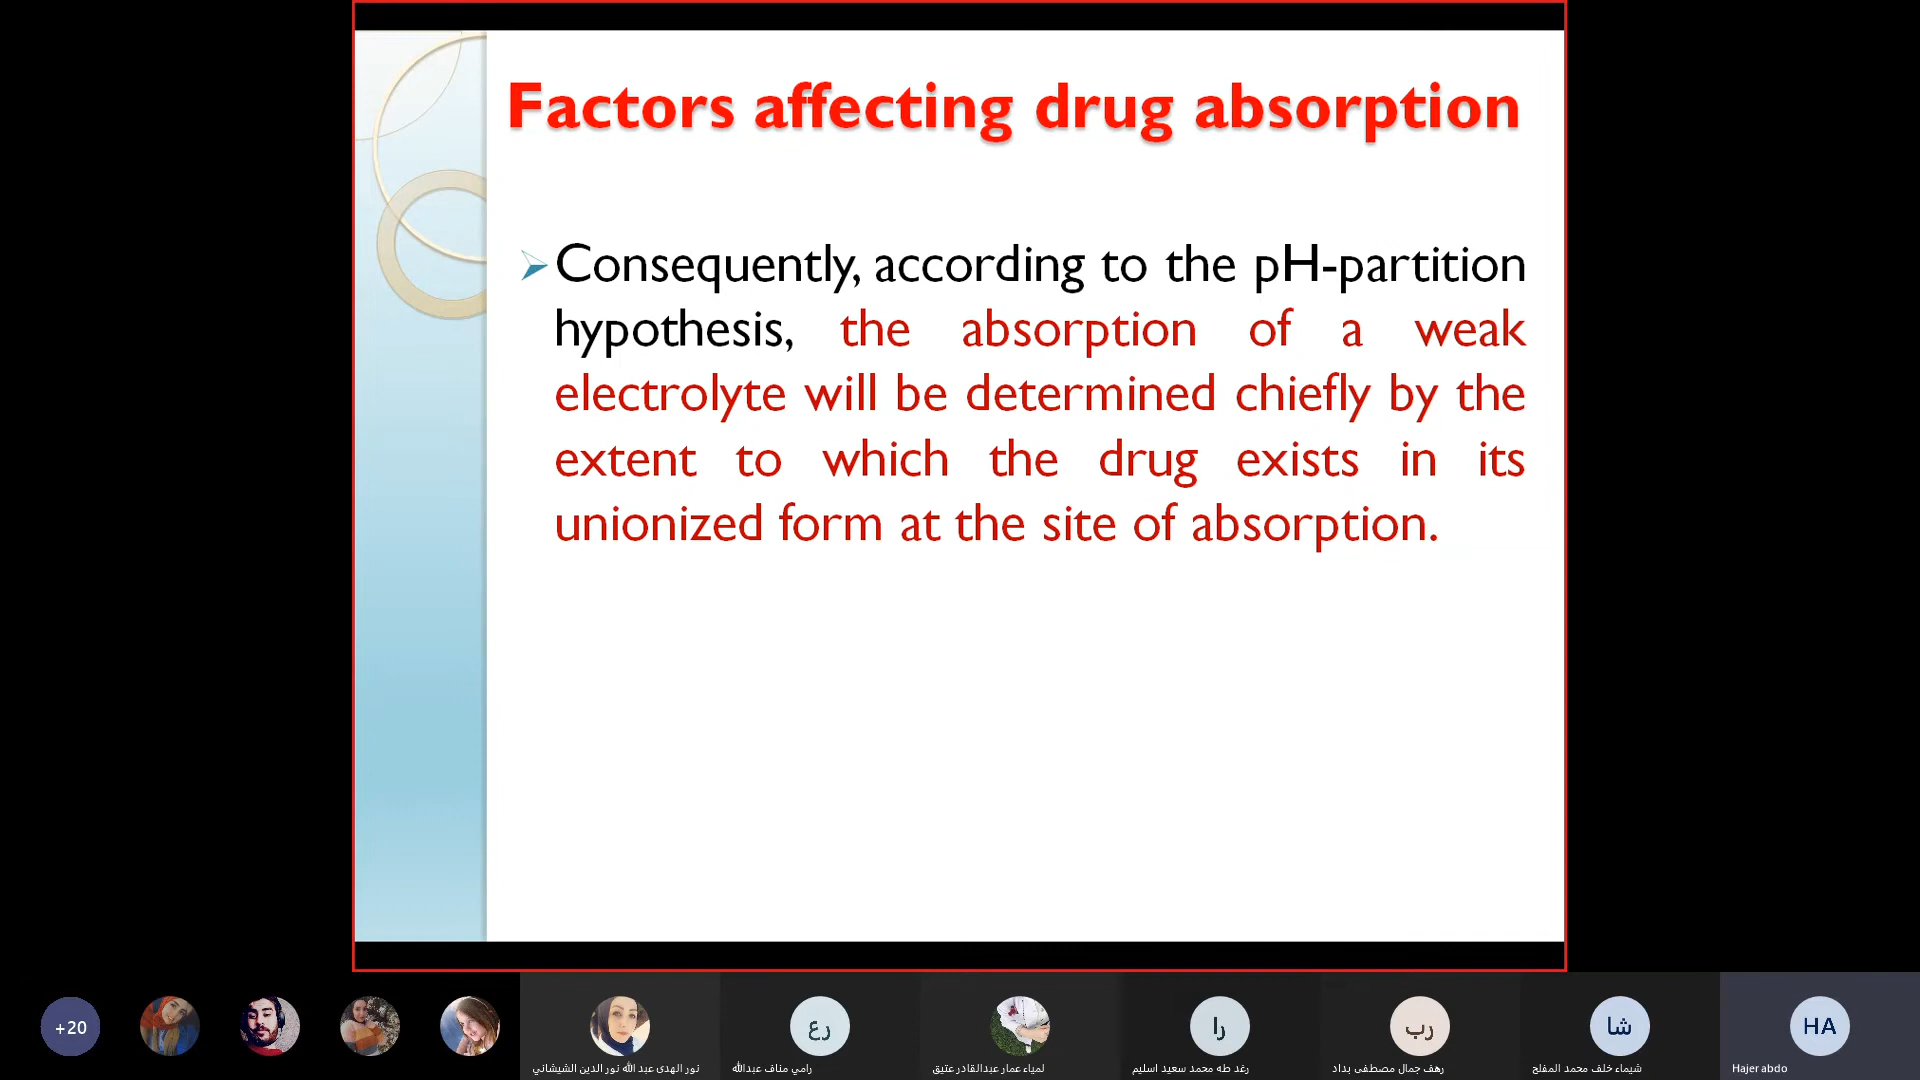 Factors affecting drug absorption
Consequently, according to the pH-partition
hypothesis, the absorption of a weak
electrolyte will be determined chiefly by the
extent to which the drug exists in its
unionized form at the site of absorption.
+20
رع
را
رب
شا
HA
نور الهدى عبد الله نور الدين الشيشاني
رامي مناف عبدالله
لمياء عمار عبدالقادر عتيق
رغد طه محمد سعيد اسليم
رهف جمال مصطفى بداد
شيماء خلف محمد المفلح
Hajer abdo